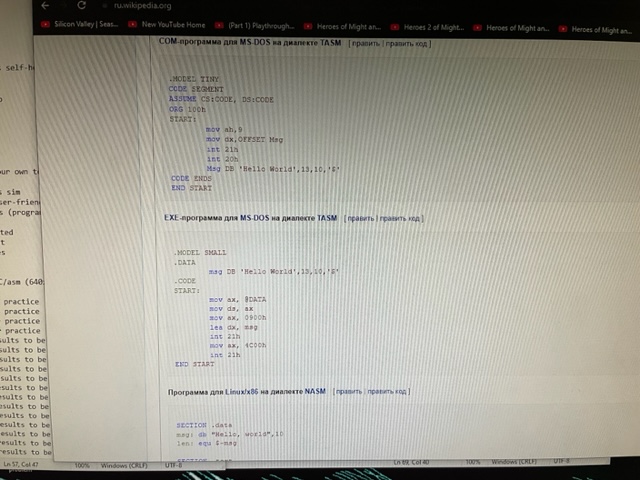 ru.wikipedia.org
Silicon Valley | Seas...
New YouTube Home
(Part 1) Playthrough...
Heroes of Might an...
Heroes 2 of Might...
Heroes of Might an...
Heroes of Might an...
COM-программа для MS-DOS на диалекте TASM [править | править код]
.MODEL TINY
CODE SEGMENT
ASSUME CS:CODE, DS:CODE
ORG 100h
START:
mov ah,9
mov dx,OFFSET Msg
int 21h
int 20h
Msg DB 'Hello World',13,10,'$'
CODE ENDS
END START
EXE-программа для MS-DOS на диалекте TASM [править | править код]
.MODEL SMALL
.DATA
msg DB 'Hello World',13,10,'$'
.CODE
START:
mov ax, @DATA
mov ds, ax
mov ax, 0900h
lea dx, msg
int 21h
mov ax, 4C00h
int 21h
END START
Программа для Linux/x86 на диалекте NASM [править | править код]
SECTION .data
msg: db "Hello, world",10
len: equ $-msg
self-h
our own t
s sim
ser-frien
s (progra
ted
t
s
C/asm (640
practice
practice
practice
practice
sults to be
sults to be
esults to be
esults to be
esults to be
esults to be
esults to be
esults to be
esults to be
esults to be
esults to be
esults to be
esults to be
Ln 57, Col 47
100%
Windows (CRLF)
UTF-8
Ln 69, Col 40
100%
Windows (CRLF)
UTF-8